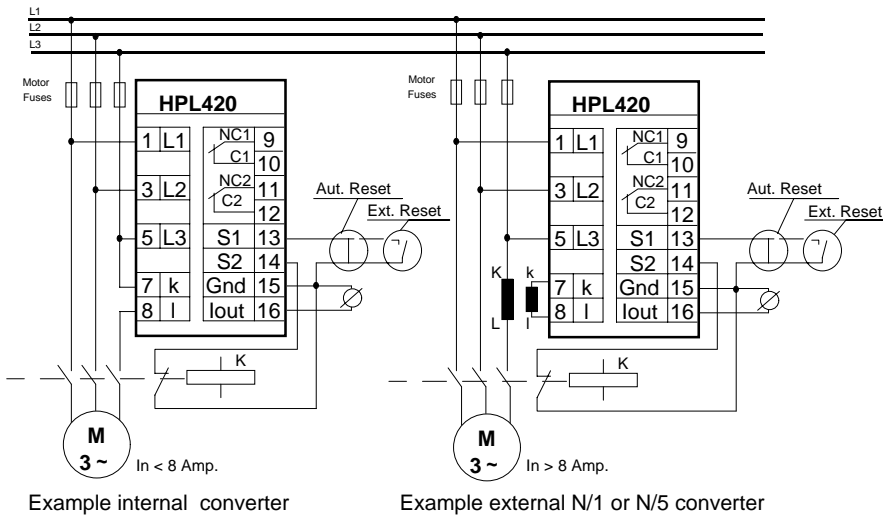 L1
L2
L3
Motor
Fuses
HPL420
1 L1 NC1 9
C1 10
3 L2 NC2 11
C2 12
5 L3 S1 13
S2 14
7 k Gnd 15
8 l Iout 16
Aut. Reset
Ext. Reset
K
M
3 ~
In < 8 Amp.
Example internal converter
Motor
Fuses
HPL420
1 L1 NC1 9
C1 10
3 L2 NC2 11
C2 12
5 L3 S1 13
S2 14
7 k Gnd 15
8 l Iout 16
Aut. Reset
Ext. Reset
K k
L l
K
M
3 ~
In > 8 Amp.
Example external N/1 or N/5 converter